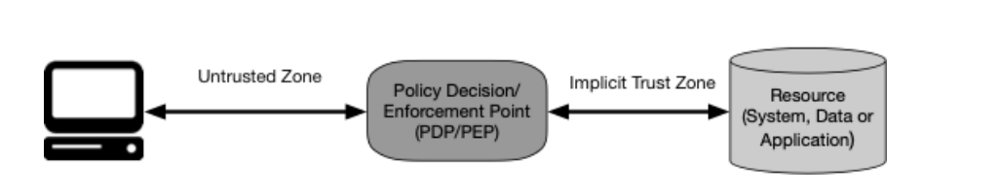 Untrusted Zone
Policy Decision/
Enforcement Point
(PDP/PEP)
Implicit Trust Zone
Resource
(System, Data or
Application)